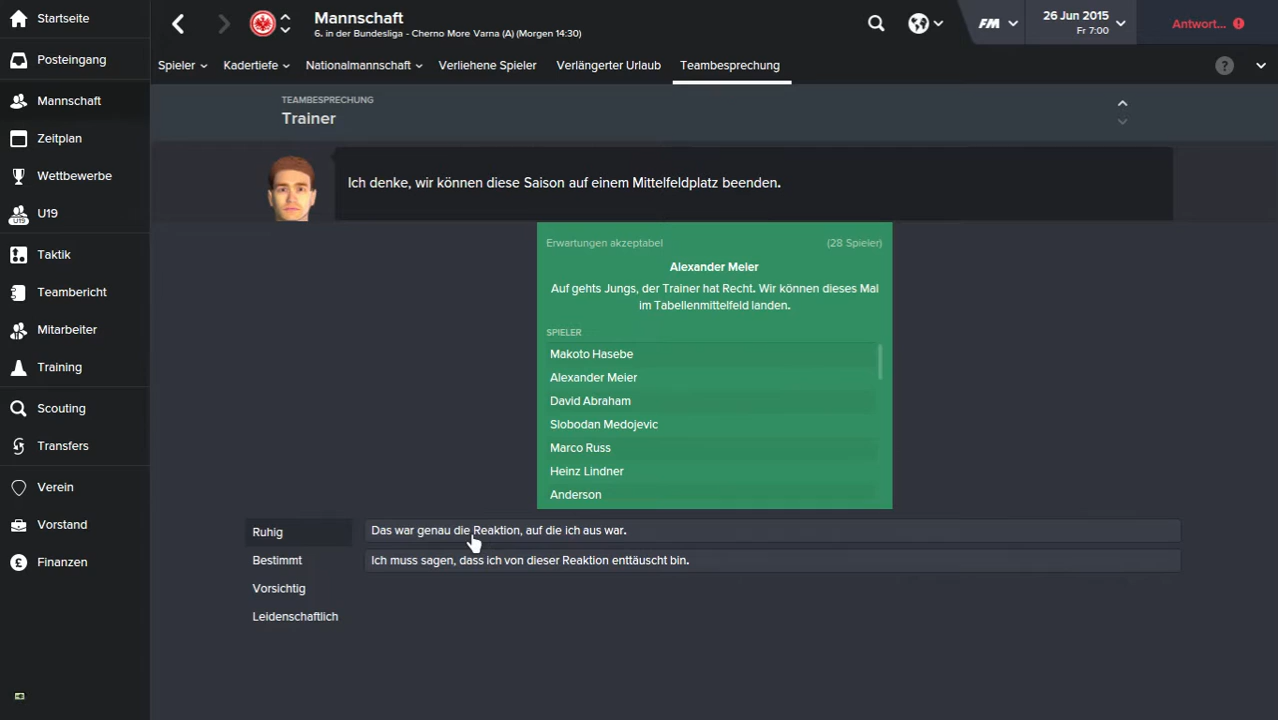 Startseite
Posteingang
Mannschaft
Zeitplan
Wettbewerbe
U19
U19
Taktik
Teambericht
Mitarbeiter
Training
Scouting
Transfers
Verein
Vorstand
Finanzen
Mannschaft
6. in der Bundesliga - Cherno More Varna (A) (Morgen 14:30)
FM
26 Jun 2015
Fr 7:00
Antwort...
Spieler Kadertiefe Nationalmannschaft Verliehene Spieler Verlängerter Urlaub Teambesprechung
?
TEAMBESPRECHUNG
Trainer
Ich denke, wir können diese Saison auf einem Mittelfeldplatz beenden.
Erwartungen akzeptabel (28 Spieler)
Alexander Meier
Auf gehts Jungs, der Trainer hat Recht. Wir können dieses Mal
im Tabellenmittelfeld landen.
SPIELER
Makoto Hasebe
Alexander Meier
David Abraham
Slobodan Medojevic
Marco Russ
Heinz Lindner
Anderson
Ruhig
Bestimmt
Vorsichtig
Leidenschaftlich
Das war genau die Reaktion, auf die ich aus war.
Ich muss sagen, dass ich von dieser Reaktion enttäuscht bin.